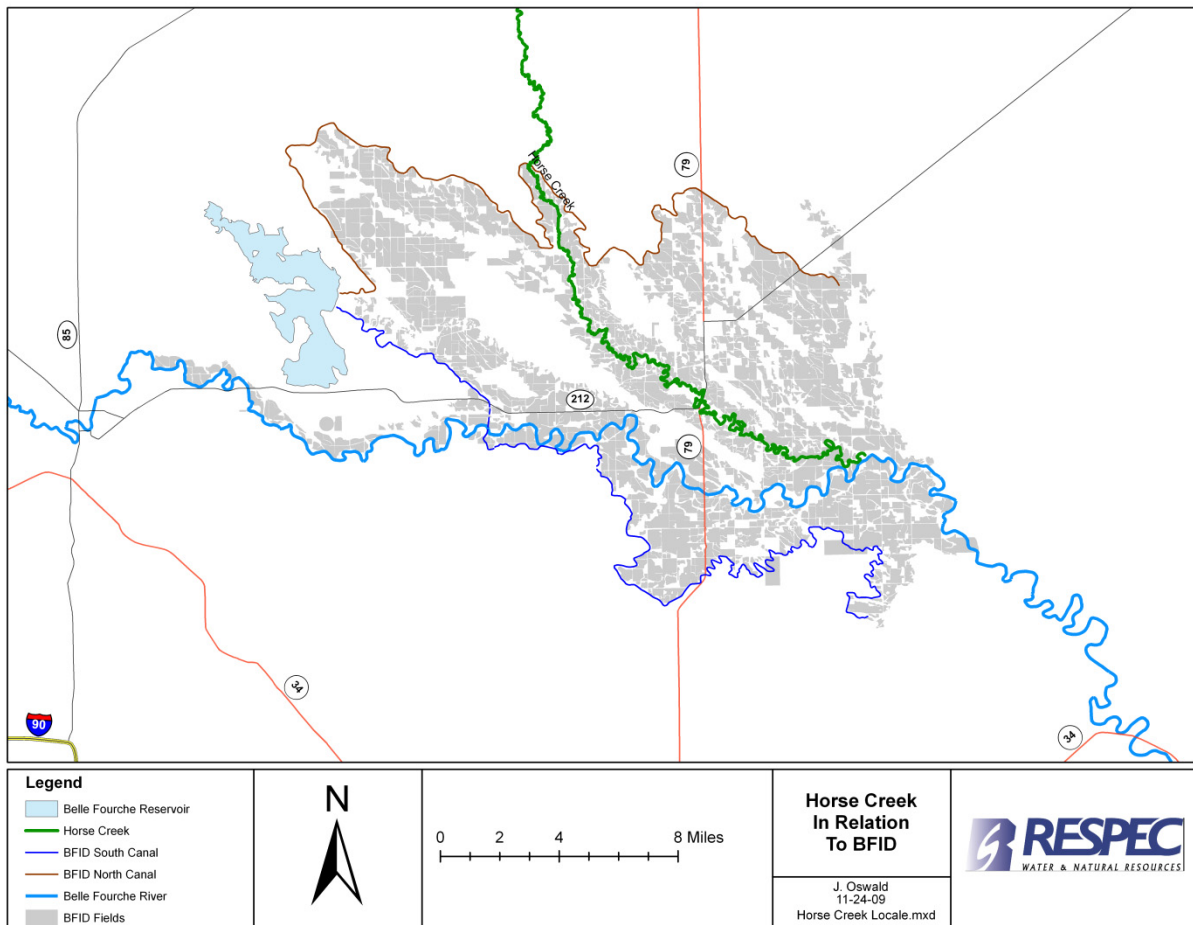 Horse Creek
79
85
212
79
34
34
90
Legend
Belle Fourche Reservoir
Horse Creek
BFID South Canal
BFID North Canal
Belle Fourche River
BFID Fields
N
0 2 4 8 Miles
Horse Creek
In Relation
To BFID
J. Oswald
11-24-09
Horse Creek Locale.mxd
RESPEC
WATER & NATURAL RESOURCES